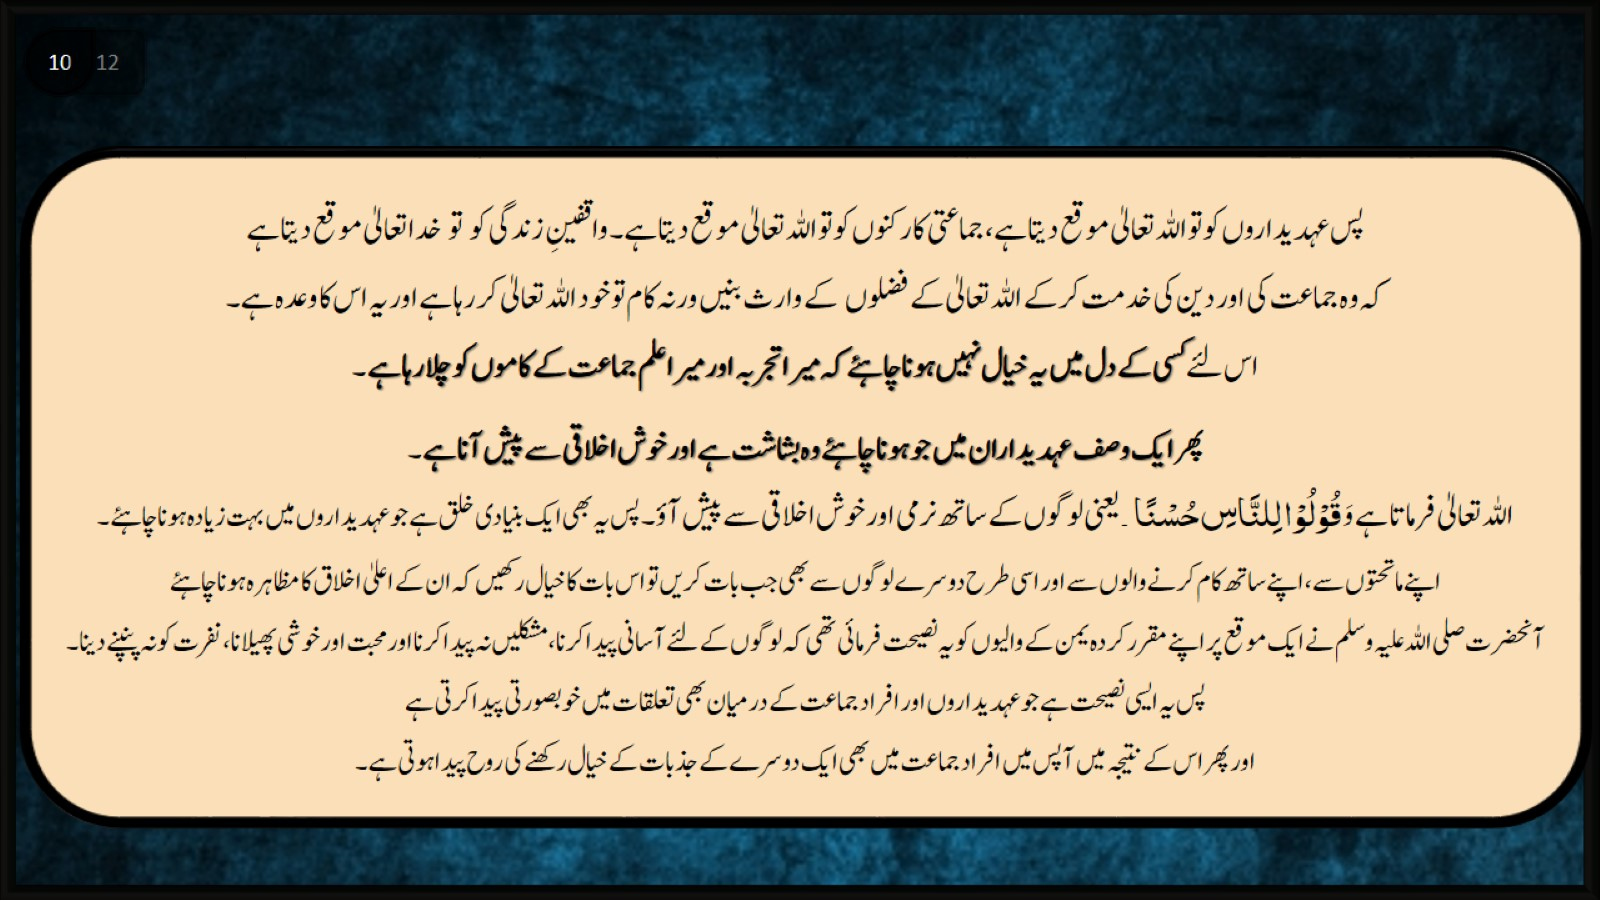 10 12
پس عہدیداروں کو تو اللہ تعالیٰ موقع دیتا ہے، جماعتی کارکنوں کو تو اللہ تعالیٰ موقع دیتا ہے۔ واقفینِ زندگی کو تو خدا تعالیٰ موقع دیتا ہے
کہ وہ جماعت کی اور دین کی خدمت کر کے اللہ تعالیٰ کے فضلوں کے وارث بنیں ورنہ کام تو خود اللہ تعالیٰ کر رہا ہے اور یہ اس کا وعدہ ہے۔
اس لئے کسی کے دل میں یہ خیال نہیں ہونا چاہئے کہ میرا تجربہ اور میرا علم جماعت کے کاموں کو چلا رہا ہے۔
پھر ایک وصف عہدیداران میں جو ہونا چاہئے وہ بشاشت ہے اور خوش اخلاقی سے پیش آنا ہے۔
اللہ تعالیٰ فرماتا ہے وَقُوْلُوْا لِلنَّاسِ حُسْنًا ۔ یعنی لوگوں کے ساتھ نرمی اور خوش اخلاقی سے پیش آؤ۔ پس یہ بھی ایک بنیادی خلق ہے جو عہدیداروں میں بہت زیادہ ہونا چاہئے۔
اپنے ماتحتوں سے، اپنے ساتھ کام کرنے والوں سے اور اسی طرح دوسرے لوگوں سے بھی جب بات کریں تو اس بات کا خیال رکھیں کہ ان کے اعلیٰ اخلاق کا مظاہرہ ہونا چاہئے
آنحضرت صلی اللہ علیہ وسلم نے ایک موقع پر اپنے مقرر کردہ یمن کے والیوں کو یہ نصیحت فرمائی تھی کہ لوگوں کے لئے آسانی پیدا کرنا، مشکلیں نہ پیدا کرنا اور محبت اور خوشی پھیلانا، نفرت کو نہ پنپنے دینا۔
پس یہ ایسی نصیحت ہے جو عہدیداروں اور افراد جماعت کے درمیان بھی تعلقات میں خوبصورتی پیدا کرتی ہے
اور پھر اس کے نتیجہ میں آپس میں افراد جماعت میں بھی ایک دوسرے کے جذبات کے خیال رکھنے کی روح پیدا ہوتی ہے۔